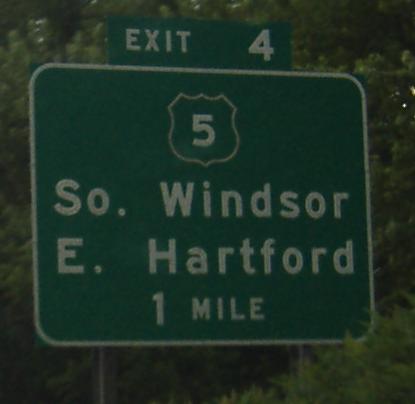 EXIT 4
5
So. Windsor
E. Hartford
1 MILE